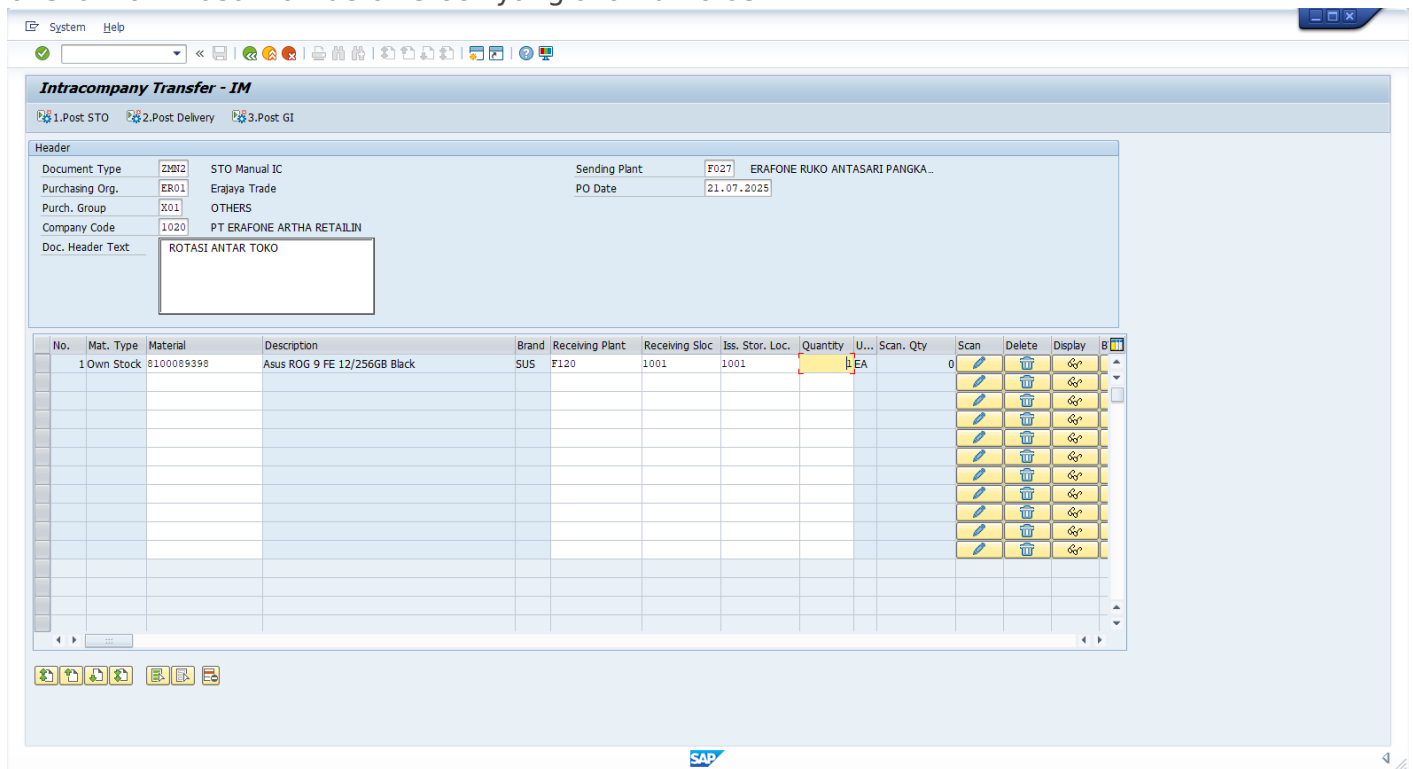 System Help
Intracompany Transfer - IM
1.Post STO 2.Post Delivery 3.Post GI
Header
Document Type ZMN2 STO Manual IC Sending Plant F027 ERAFONE RUKO ANTASARI PANGKA...
Purchasing Org. ER01 Erajaya Trade PO Date 21.07.2025
Purch. Group X01 OTHERS
Company Code 1020 PT ERAFONE ARTHA RETAILIN
Doc. Header Text ROTASI ANTAR TOKO
No. Mat. Type Material Description Brand Receiving Plant Receiving Sloc Iss. Stor. Loc. Quantity U... Scan. Qty Scan Delete Display B
1 Own Stock 8100089398 Asus ROG 9 FE 12/256GB Black SUS F120 1001 1001 1 EA 0
SAP